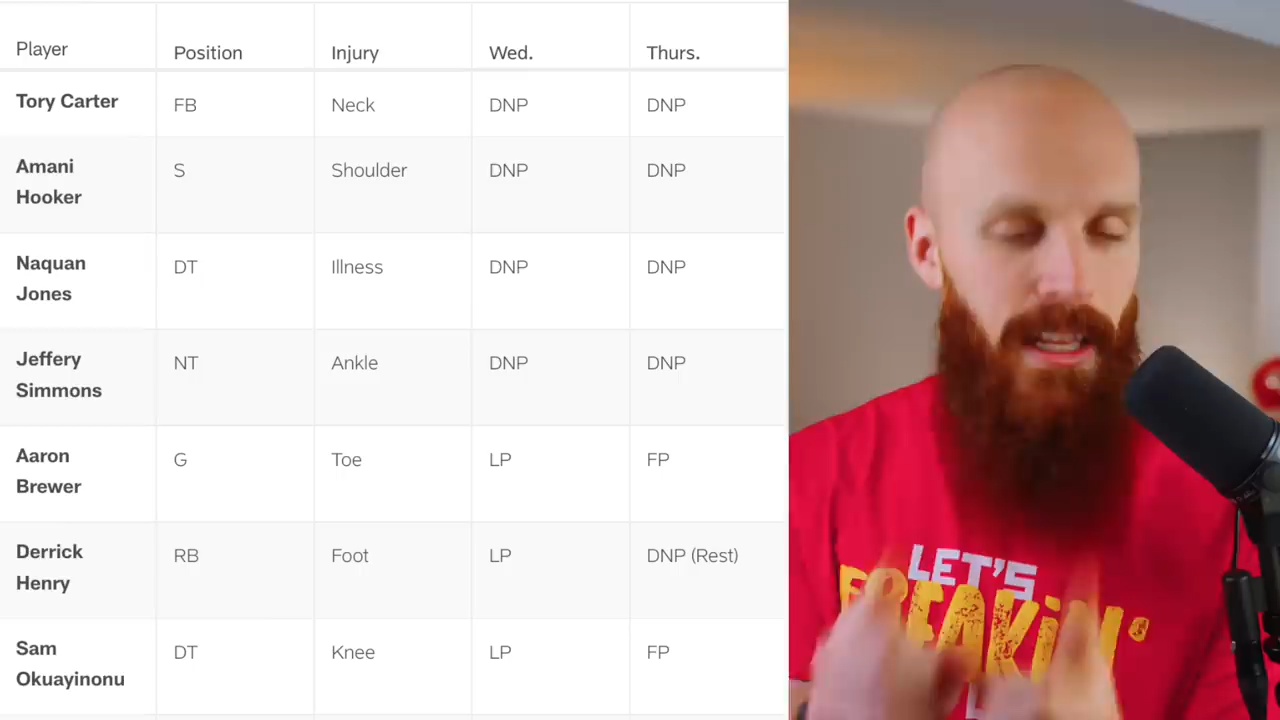 Player Position Injury Wed. Thurs.
Tory Carter FB Neck DNP DNP
Amani
Hooker S Shoulder DNP DNP
Naquan
Jones DT Illness DNP DNP
Jeffery
Simmons NT Ankle DNP DNP
Aaron
Brewer G Toe LP FP
Derrick
Henry RB Foot LP DNP (Rest)
Sam
Okuayinonu DT Knee LP FP
LET'S
FREAKiN'